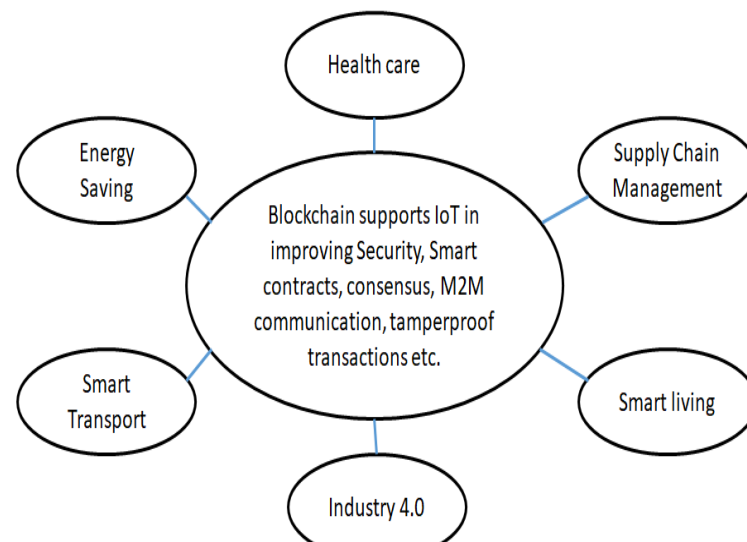 Health care
Energy
Saving
Supply Chain
Management
Blockchain supports IoT in
improving Security, Smart
contracts, consensus, M2M
communication, tamperproof
transactions etc.
Smart
Transport
Smart living
Industry 4.0